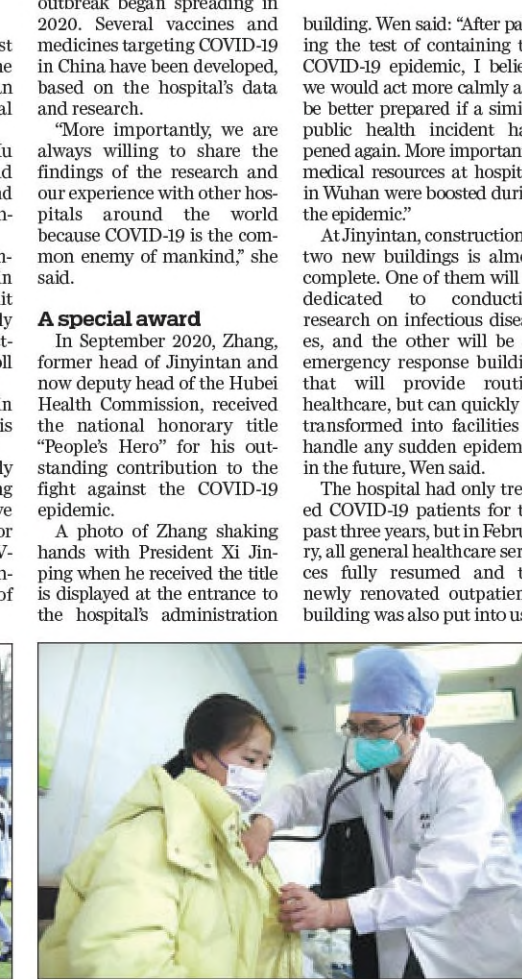 outbreak began spreading in
2020. Several vaccines and
medicines targeting COVID-19
in China have been developed,
based on the hospital's data
and research.
"More importantly, we are
always willing to share the
findings of the research and
our experience with other hos-
pitals around the world
because COVID-19 is the com-
mon enemy of mankind," she
said.
A special award
In September 2020, Zhang,
former head of Jinyintan and
now deputy head of the Hubei
Health Commission, received
the national honorary title
"People's Hero" for his out-
standing contribution to the
fight against the COVID-19
epidemic.
A photo of Zhang shaking
hands with President Xi Jin-
ping when he received the title
is displayed at the entrance to
the hospital's administration
building. Wen said: "After pa
ing the test of containing t
COVID-19 epidemic, I belie
we would act more calmly a
be better prepared if a simi
public health incident ha
pened again. More importan
medical resources at hospit
in Wuhan were boosted duri
the epidemic."
At Jinyintan, construction
two new buildings is almo
complete. One of them will
dedicated to conducti
research on infectious disea
es, and the other will be
emergency response buildi
that will provide routi
healthcare, but can quickly
transformed into facilities
handle any sudden epidem
in the future, Wen said.
The hospital had only tre
ed COVID-19 patients for t
past three years, but in Febru
ry, all general healthcare ser
ces fully resumed and t
newly renovated outpatien
building was also put into us